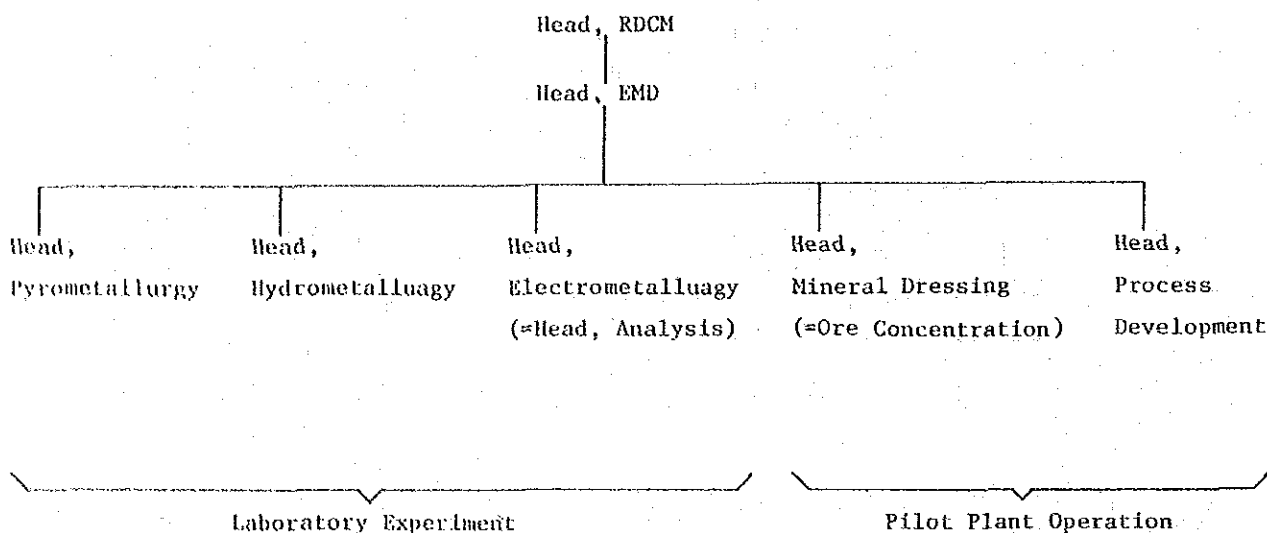 Head, RDCM
Head, EMD
Head,
Pyrometallurgy
Head,
Hydrometalluagy
Head,
Electrometalluagy
(=Head, Analysis)
Head,
Mineral Dressing
(=Ore Concentration)
Head,
Process
Development
Laboratory Experiment
Pilot Plant Operation